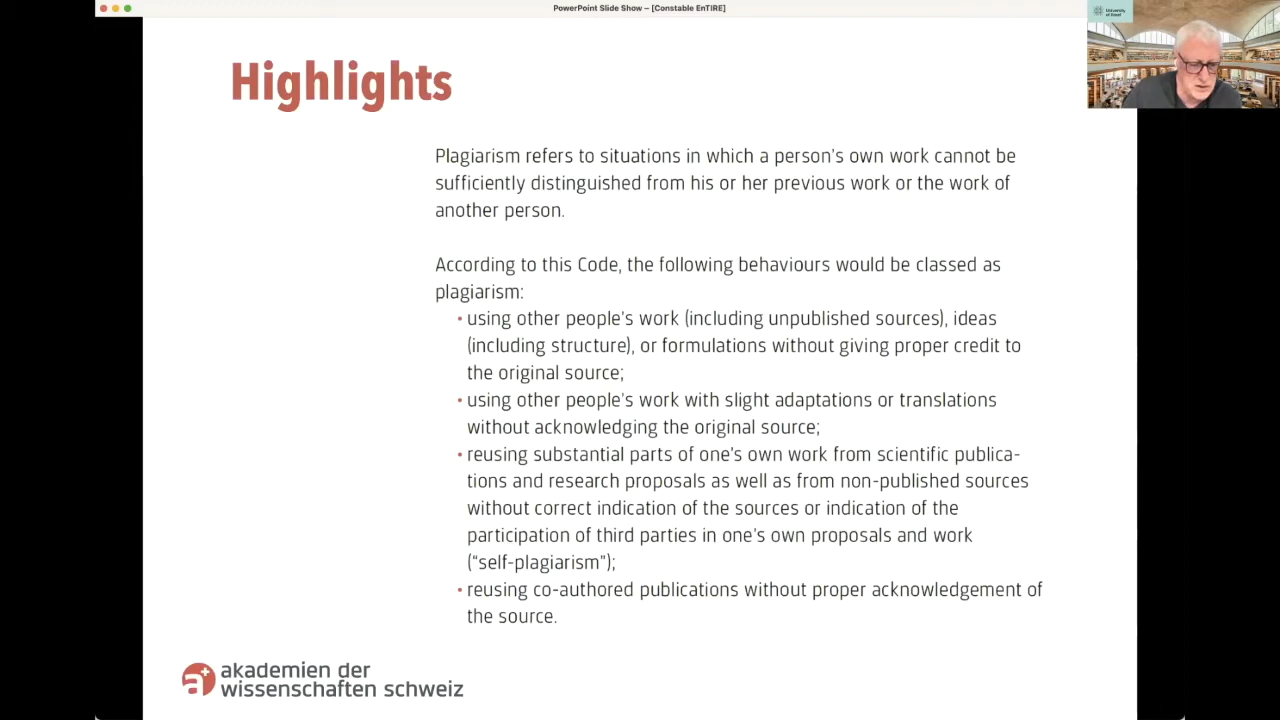 PowerPoint Slide Show – [Constable EnTIRE]
University
of Basel
Highlights
Plagiarism refers to situations in which a person's own work cannot be
sufficiently distinguished from his or her previous work or the work of
another person.
According to this Code, the following behaviours would be classed as
plagiarism:
• using other people's work (including unpublished sources), ideas
(including structure), or formulations without giving proper credit to
the original source;
• using other people's work with slight adaptations or translations
without acknowledging the original source;
• reusing substantial parts of one's own work from scientific publica-
tions and research proposals as well as from non-published sources
without correct indication of the sources or indication of the
participation of third parties in one's own proposals and work
("self-plagiarism");
• reusing co-authored publications without proper acknowledgement of
the source.
a+
akademien der
wissenschaften schweiz